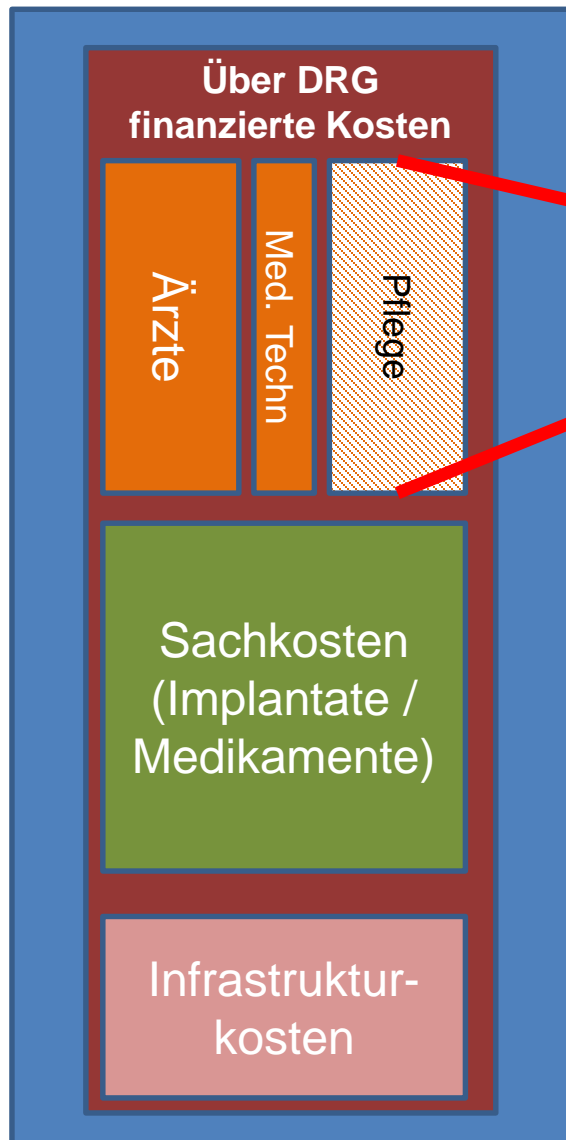 Über DRG
finanzierte Kosten
Ärzte
Med. Techn
Pflege
Sachkosten
(Implantate /
Medikamente)
Infrastruktur-
kosten